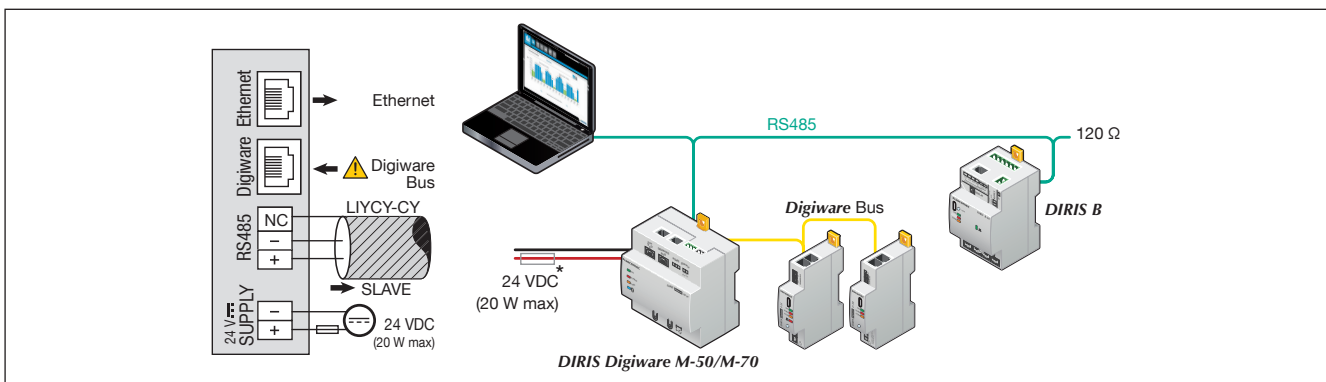 Ethernet
Ethernet
Digiware
Digiware
Bus
RS485
NC
−
+
LIYCY-CY
SLAVE
24 V
SUPPLY
−
+
24 VDC
(20 W max)
RS485
120 Ω
Digiware Bus
DIRIS B
24 VDC*
(20 W max)
DIRIS Digiware M-50/M-70